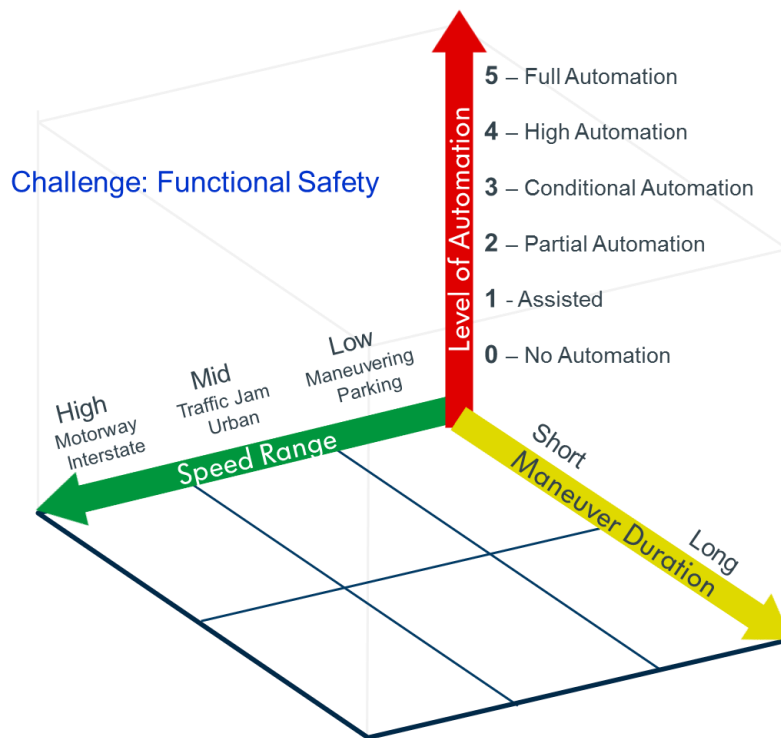 5 – Full Automation
4 – High Automation
Challenge: Functional Safety
3 – Conditional Automation
2 – Partial Automation
1 - Assisted
0 – No Automation
Level of Automation
Low
Maneuvering
Parking
Mid
Traffic Jam
Urban
High
Motorway
Interstate
Speed Range
Short
Long
Maneuver Duration